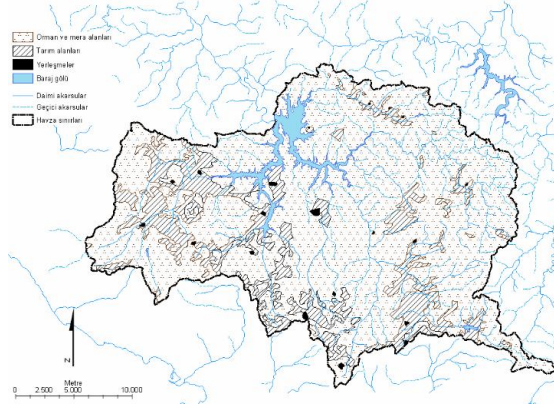 Orman ve mera alanları
Tarım alanları
Yerleşmeler
Baraj gölü
Daimi akarsular
Geçici akarsular
Havza sınırları
N
Metre
0 2.500 5.000 10.000